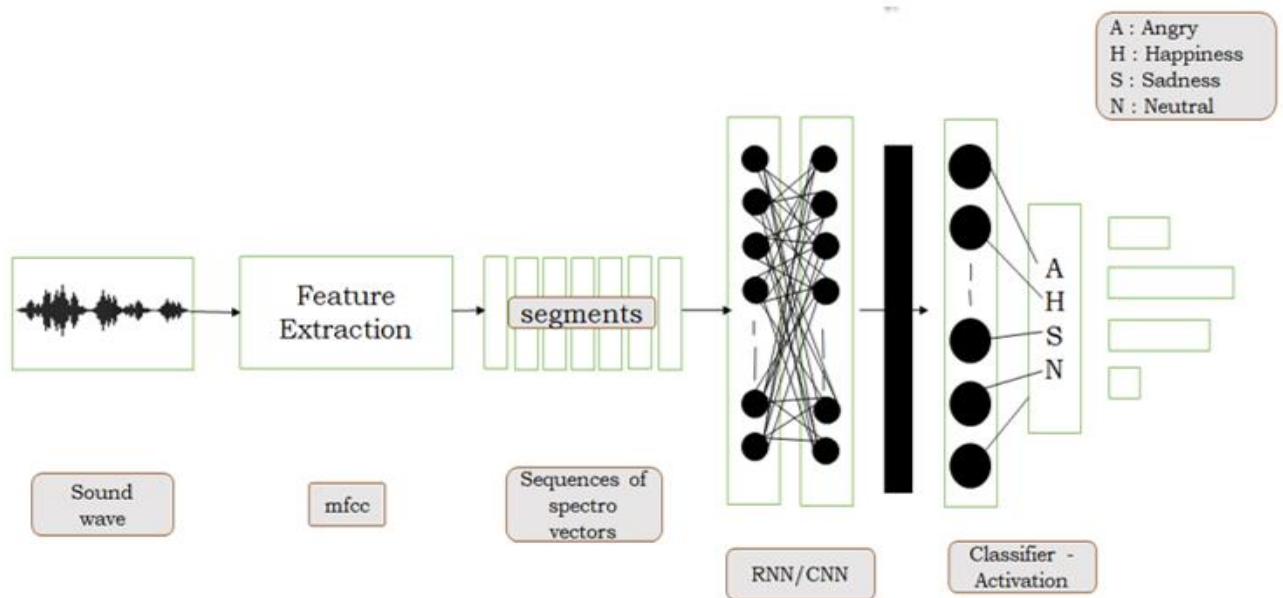 A : Angry
H : Happiness
S : Sadness
N : Neutral
Feature
Extraction
segments
A
H
S
N
Sound
wave
mfcc
Sequences of
spectro
vectors
RNN/CNN
Classifier -
Activation